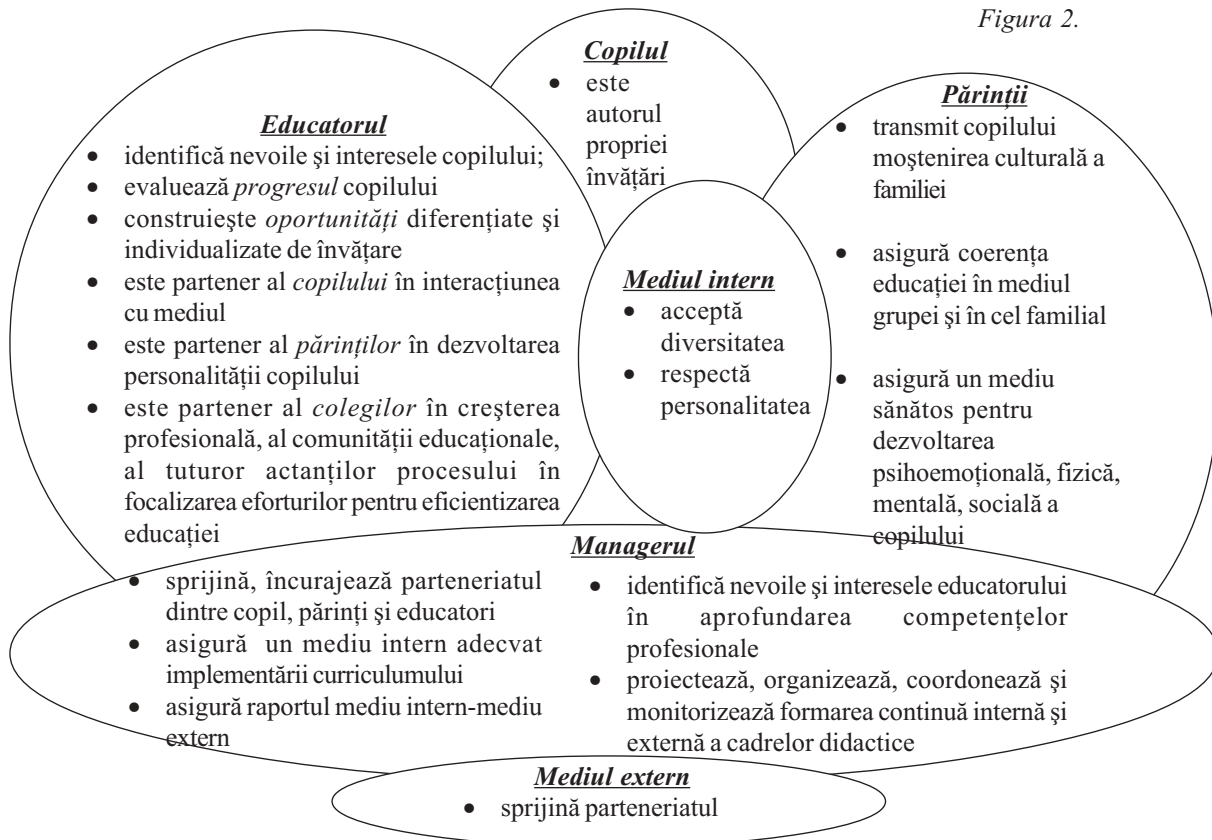 Figura 2.
Copilul
• este
autorul
propriei
învăţări
Educatorul
• identifică nevoile şi interesele copilului;
• evaluează progresul copilului
• construieşte oportunităţi diferenţiate şi
individualizate de învăţare
• este partener al copilului în interacţiunea
cu mediul
• este partener al părinţilor în dezvoltarea
personalităţii copilului
• este partener al colegilor în creşterea
profesională, al comunităţii educaţionale,
al tuturor actanţilor procesului în
focalizarea eforturilor pentru eficientizarea
educaţiei
Mediul intern
• acceptă
diversitatea
• respectă
personalitatea
Părinţii
• transmit copilului
moştenirea culturală a
familiei
• asigură coerenţa
educaţiei în mediul
grupei şi în cel familial
• asigură un mediu
sănătos pentru
dezvoltarea
psihoemoţională, fizică,
mentală, socială a
copilului
Managerul
• sprijină, încurajează parteneriatul
dintre copil, părinţi şi educatori
• asigură un mediu intern adecvat
implementării curriculumului
• asigură raportul mediu intern-mediu
extern
• identifică nevoile şi interesele educatorului
în aprofundarea competenţelor
profesionale
• proiectează, organizează, coordonează şi
monitorizează formarea continuă internă şi
externă a cadrelor didactice
Mediul extern
• sprijină parteneriatul